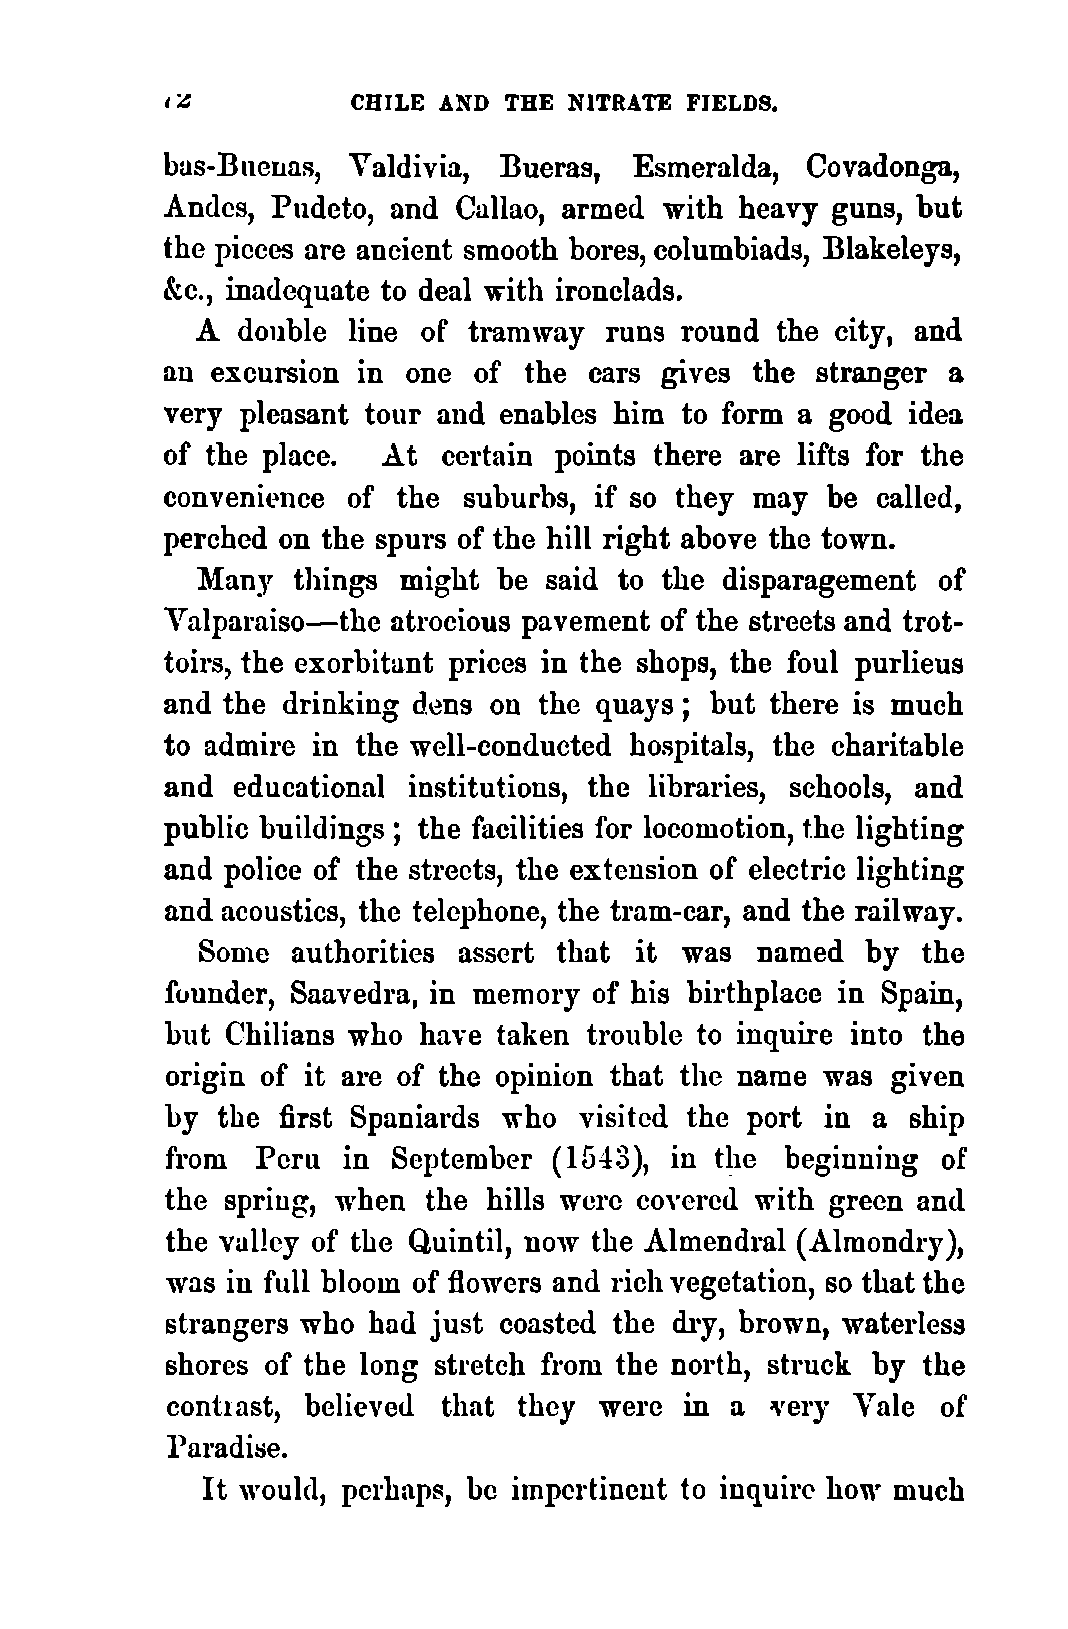 72 CHILE AND THE NITRATE FIELDS.
bas-Buenas, Valdivia, Bueras, Esmeralda, Covadonga,
Andes, Pudeto, and Callao, armed with heavy guns, but
the pieces are ancient smooth bores, columbiads, Blakeleys,
&c., inadequate to deal with ironclads.
A double line of tramway runs round the city, and
an excursion in one of the cars gives the stranger a
very pleasant tour and enables him to form a good idea
of the place. At certain points there are lifts for the
convenience of the suburbs, if so they may be called,
perched on the spurs of the hill right above the town.
Many things might be said to the disparagement of
Valparaiso—the atrocious pavement of the streets and trot-
toirs, the exorbitant prices in the shops, the foul purlieus
and the drinking dens on the quays; but there is much
to admire in the well-conducted hospitals, the charitable
and educational institutions, the libraries, schools, and
public buildings; the facilities for locomotion, the lighting
and police of the streets, the extension of electric lighting
and acoustics, the telephone, the tram-car, and the railway.
Some authorities assert that it was named by the
founder, Saavedra, in memory of his birthplace in Spain,
but Chilians who have taken trouble to inquire into the
origin of it are of the opinion that the name was given
by the first Spaniards who visited the port in a ship
from Peru in September (1543), in the beginning of
the spring, when the hills were covered with green and
the valley of the Quintil, now the Almendral (Almondry),
was in full bloom of flowers and rich vegetation, so that the
strangers who had just coasted the dry, brown, waterless
shores of the long stretch from the north, struck by the
contrast, believed that they were in a very Vale of
Paradise.
It would, perhaps, be impertinent to inquire how much